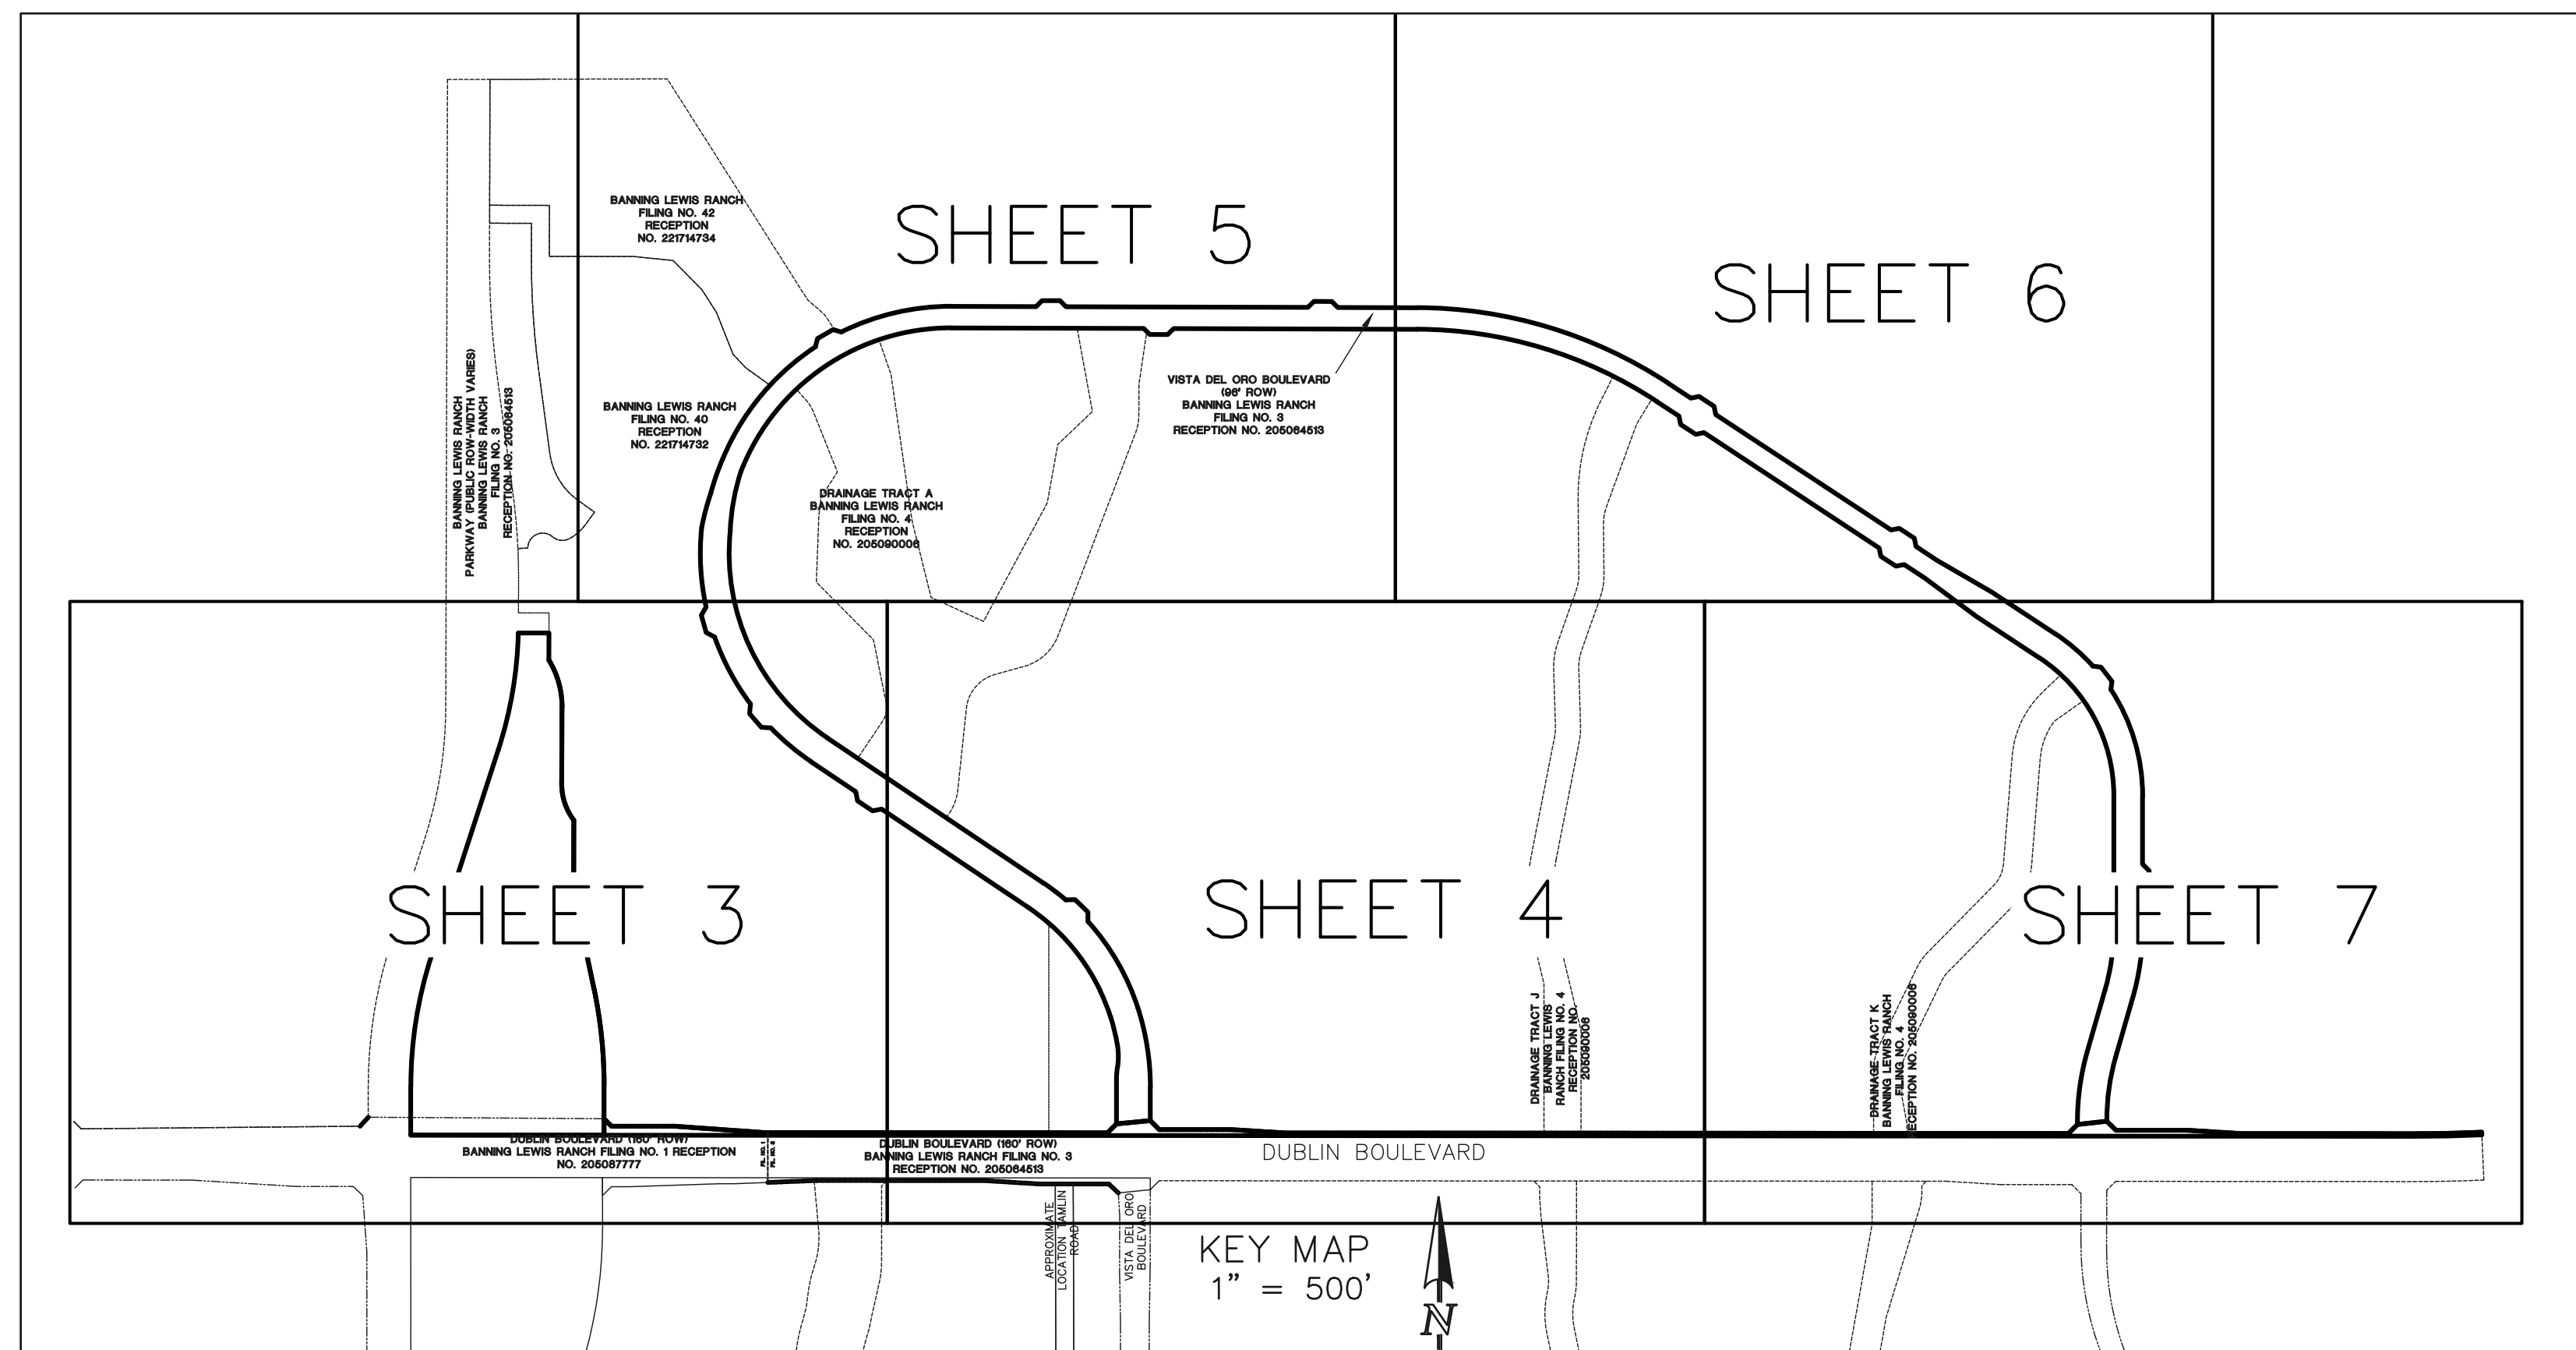 BANNING LEWIS RANCH
FILING NO. 42
RECEPTION
NO. 221714734
SHEET 5
SHEET 6
BANNING LEWIS RANCH
PARKWAY (PUBLIC ROW-WIDTH VARIES)
BANNING LEWIS RANCH
FILING NO. 3
RECEPTION NO. 205064513
BANNING LEWIS RANCH
FILING NO. 40
RECEPTION
NO. 221714732
VISTA DEL ORO BOULEVARD
(96' ROW)
BANNING LEWIS RANCH
FILING NO. 3
RECEPTION NO. 205064513
DRAINAGE TRACT A
BANNING LEWIS RANCH
FILING NO. 4
RECEPTION
NO. 205090006
SHEET 3
SHEET 4
SHEET 7
DRAINAGE TRACT J
BANNING LEWIS
RANCH FILING NO. 4
RECEPTION NO.
205090006
DRAINAGE TRACT K
BANNING LEWIS RANCH
FILING NO. 4
RECEPTION NO. 205090006
DUBLIN BOULEVARD (160' ROW)
BANNING LEWIS RANCH FILING NO. 1 RECEPTION
NO. 205087777
FIL. NO. 1
FIL. NO. 3
DUBLIN BOULEVARD (160' ROW)
BANNING LEWIS RANCH FILING NO. 3
RECEPTION NO. 205064513
DUBLIN BOULEVARD
APPROXIMATE
LOCATION TAMLIN
ROAD
VISTA DEL ORO
BOULEVARD
KEY MAP
1" = 500'
N